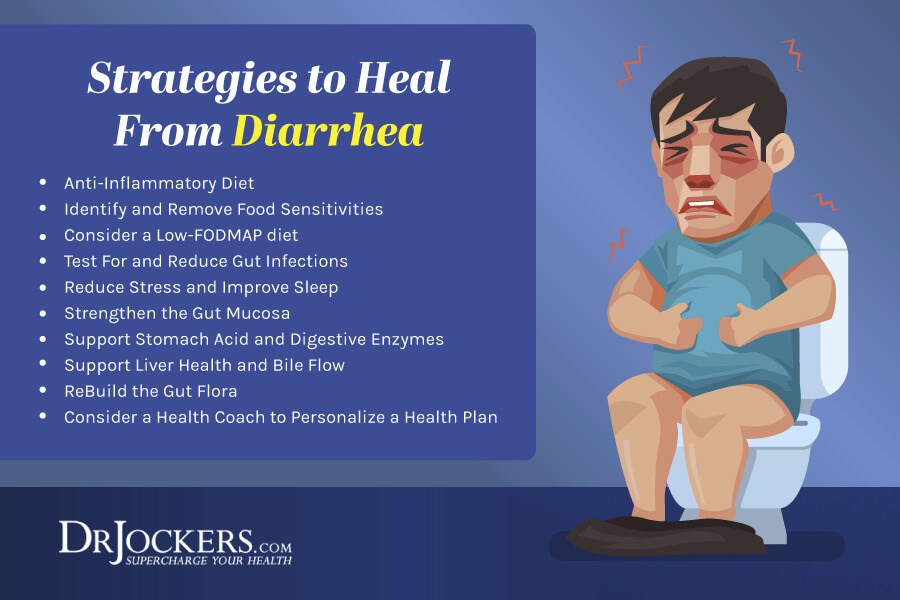 Strategies to Heal
From Diarrhea
• Anti-Inflammatory Diet
• Identify and Remove Food Sensitivities
• Consider a Low-FODMAP diet
• Test For and Reduce Gut Infections
• Reduce Stress and Improve Sleep
• Strengthen the Gut Mucosa
• Support Stomach Acid and Digestive Enzymes
• Support Liver Health and Bile Flow
• ReBuild the Gut Flora
• Consider a Health Coach to Personalize a Health Plan
DRJOCKERS.COM
SUPERCHARGE YOUR HEALTH